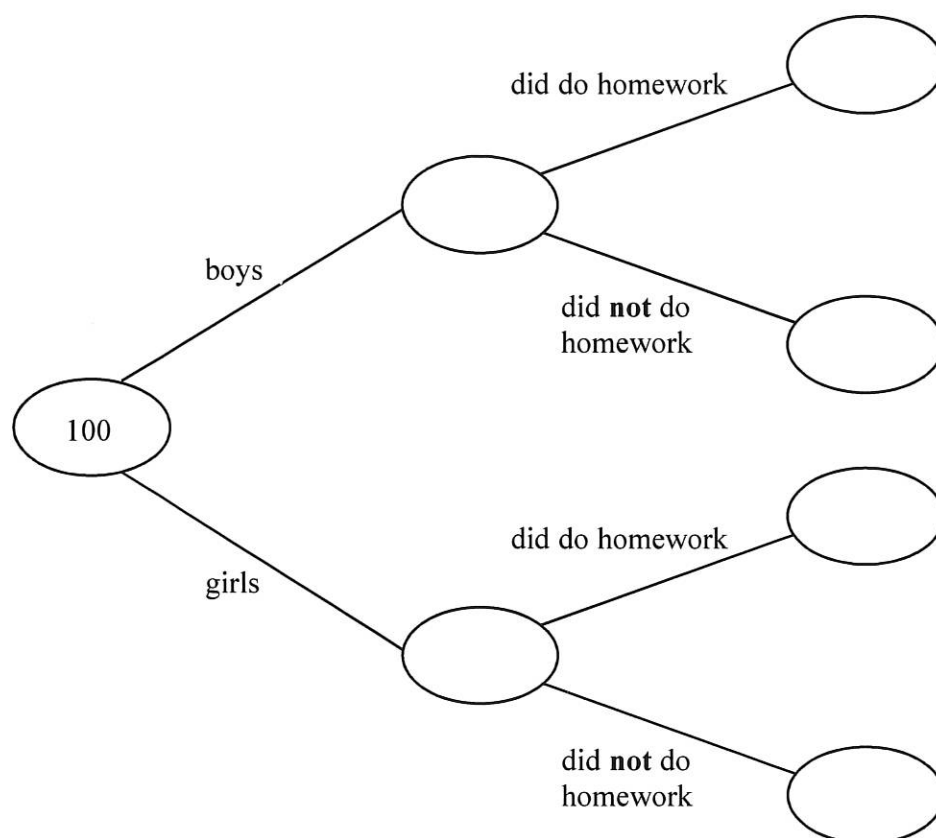 did do homework
boys
did not do
homework
100
did do homework
girls
did not do
homework